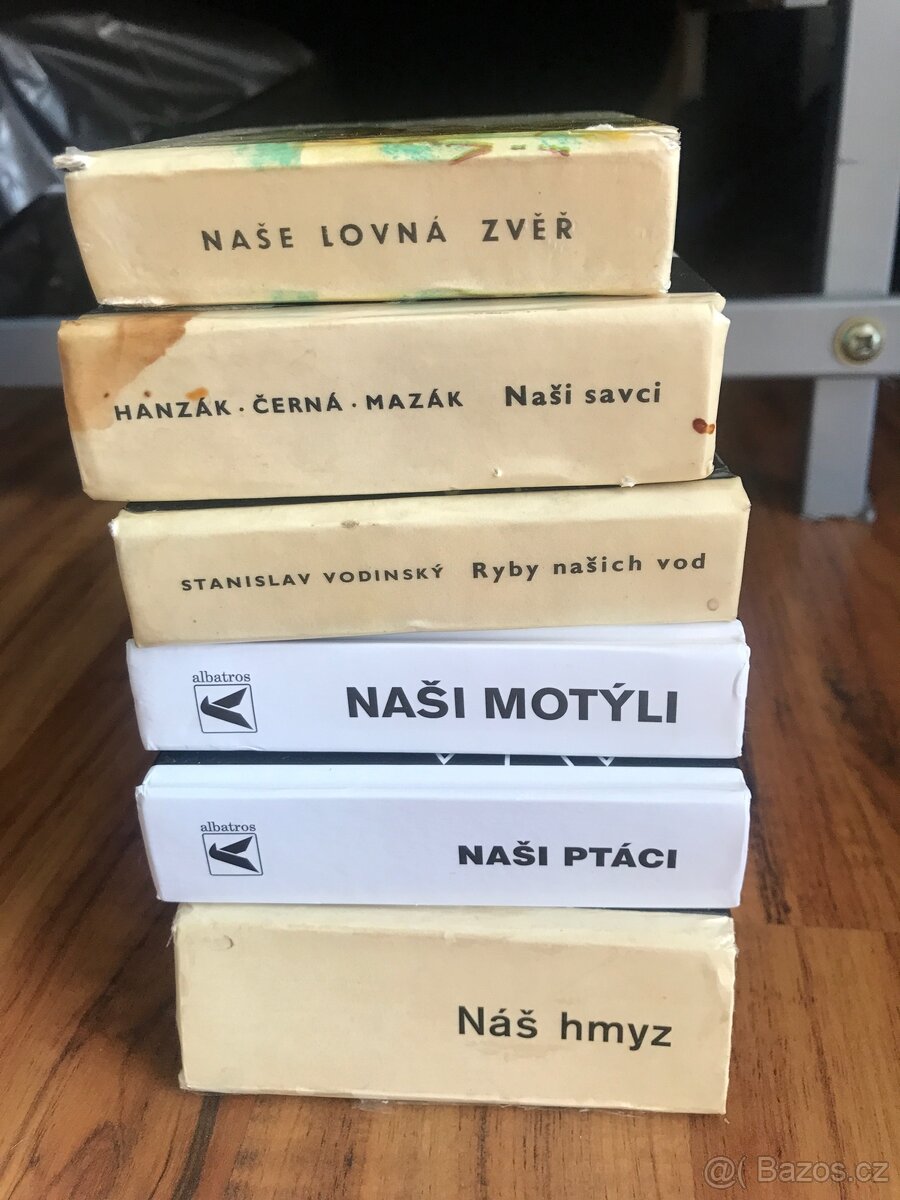 NAŠE LOVNÁ ZVĚŘ
HANZÁK · ČERNÁ · MAZÁK Naši savci
STANISLAV VODINSKÝ Ryby našich vod
albatros
NAŠI MOTÝLI
albatros
NAŠI PTÁCI
Náš hmyz
@( Bazos.cz